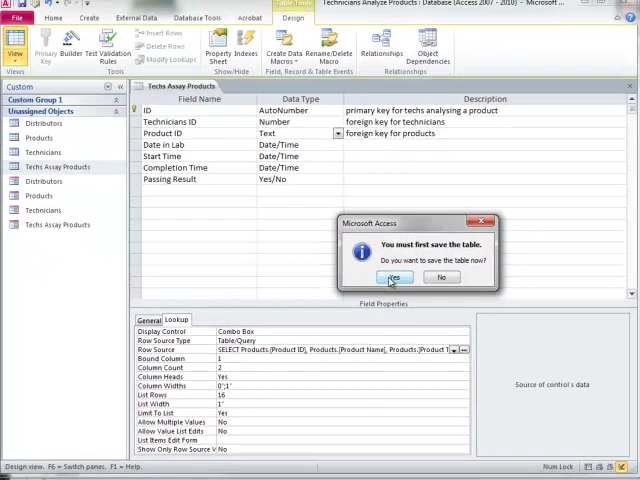 Table Tools
Technicians Analyze Products : Database (Access 2007 - 2010) - Microsof...
File Home Create External Data Database Tools Acrobat Design
View
Primary Key
Builder
Test Validation Rules
Insert Rows
Delete Rows
Modify Lookups
Property Sheet
Indexes
Create Data Macros
Rename/Delete Macro
Relationships
Object Dependencies
Views Tools Show/Hide Field, Record & Table Events Relationships
Custom
Custom Group 1
Unassigned Objects
Distributors
Products
Technicians
Techs Assay Products
Distributors
Products
Technicians
Techs Assay Products
Techs Assay Products
Field Name Data Type Description
ID AutoNumber primary key for techs analysing a product
Technicians ID Number foreign key for technicians
Product ID Text foreign key for products
Date in Lab Date/Time
Start Time Date/Time
Completion Time Date/Time
Passing Result Yes/No
Microsoft Access
You must first save the table.
Do you want to save the table now?
Yes No
Field Properties
General Lookup
Display Control Combo Box
Row Source Type Table/Query
Row Source SELECT Products.[Product ID], Products.[Product Name], Products.[Product T
Bound Column 1
Column Count 2
Column Heads Yes
Column Widths 0";1"
List Rows 16
List Width 1"
Limit To List Yes
Allow Multiple Values No
Allow Value List Edits No
List Items Edit Form
Show Only Row Source V No
Source of control's data
Design view. F6 = Switch panes. F1 = Help.
Num Lock